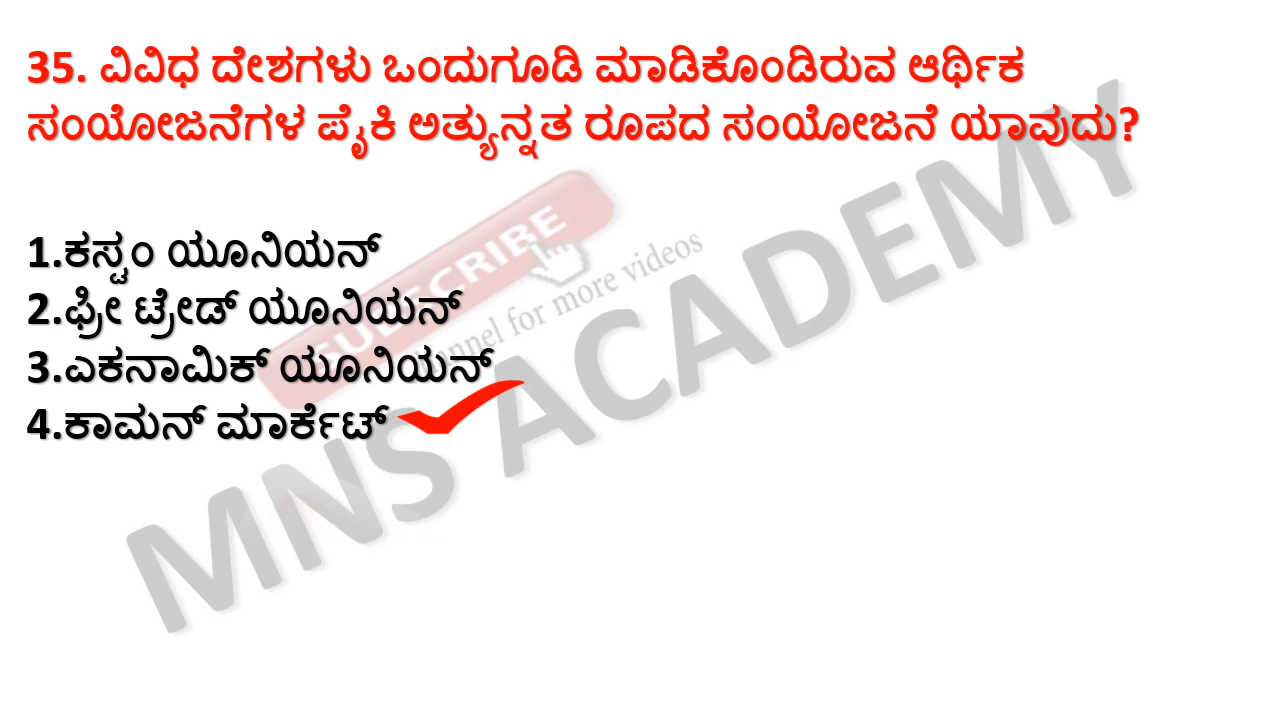 35. ವಿವಿಧ ದೇಶಗಳು ಒಂದುಗೂಡಿ ಮಾಡಿಕೊಂಡಿರುವ ಆರ್ಥಿಕ
ಸಂಯೋಜನೆಗಳ ಪೈಕಿ ಅತ್ಯುನ್ನತ ರೂಪದ ಸಂಯೋಜನೆ ಯಾವುದು?
1.ಕಸ್ಟಂ ಯೂನಿಯನ್
2.ಫ್ರೀ ಟ್ರೇಡ್ ಯೂನಿಯನ್
3.ಎಕನಾಮಿಕ್ ಯೂನಿಯನ್
4.ಕಾಮನ್ ಮಾರ್ಕೆಟ್
SUBSCRIBE
for more videos
MNS ACADEMY